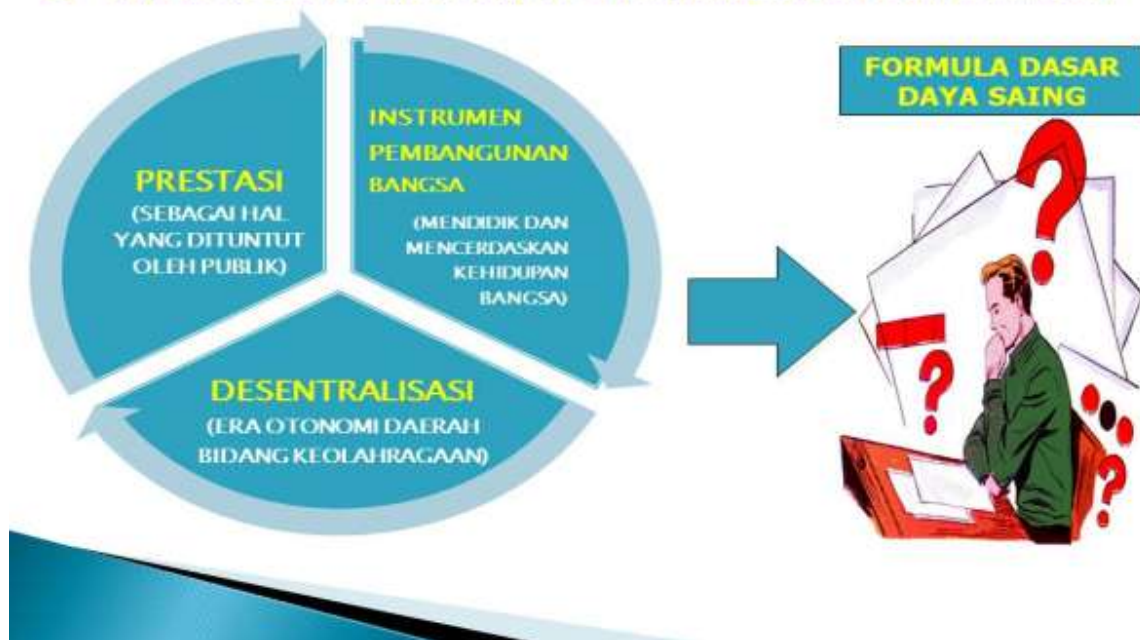 PRESTASI
(SEBAGAI HAL
YANG DITUNTUT
OLEH PUBLIK)
INSTRUMEN
PEMBANGUNAN
BANGSA
(MENDIDIK DAN
MENCERDASKAN
KEHIDUPAN
BANGSA)
DESENTRALISASI
(ERA OTONOMI DAERAH
BIDANG KEOLAHRAGAAN)
FORMULA DASAR
DAYA SAING
?
?
?